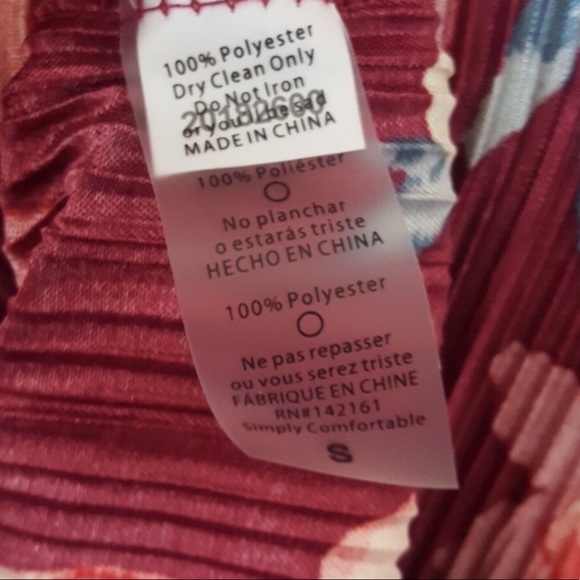 100% Polyester
Dry Clean Only
Do Not Iron
or you'll be sad
MADE IN CHINA
100% Poliéster
No planchar
o estarás triste
HECHO EN CHINA
100% Polyester
Ne pas repasser
ou vous serez triste
FABRIQUE EN CHINE
RN#142161
Simply Comfortable
S